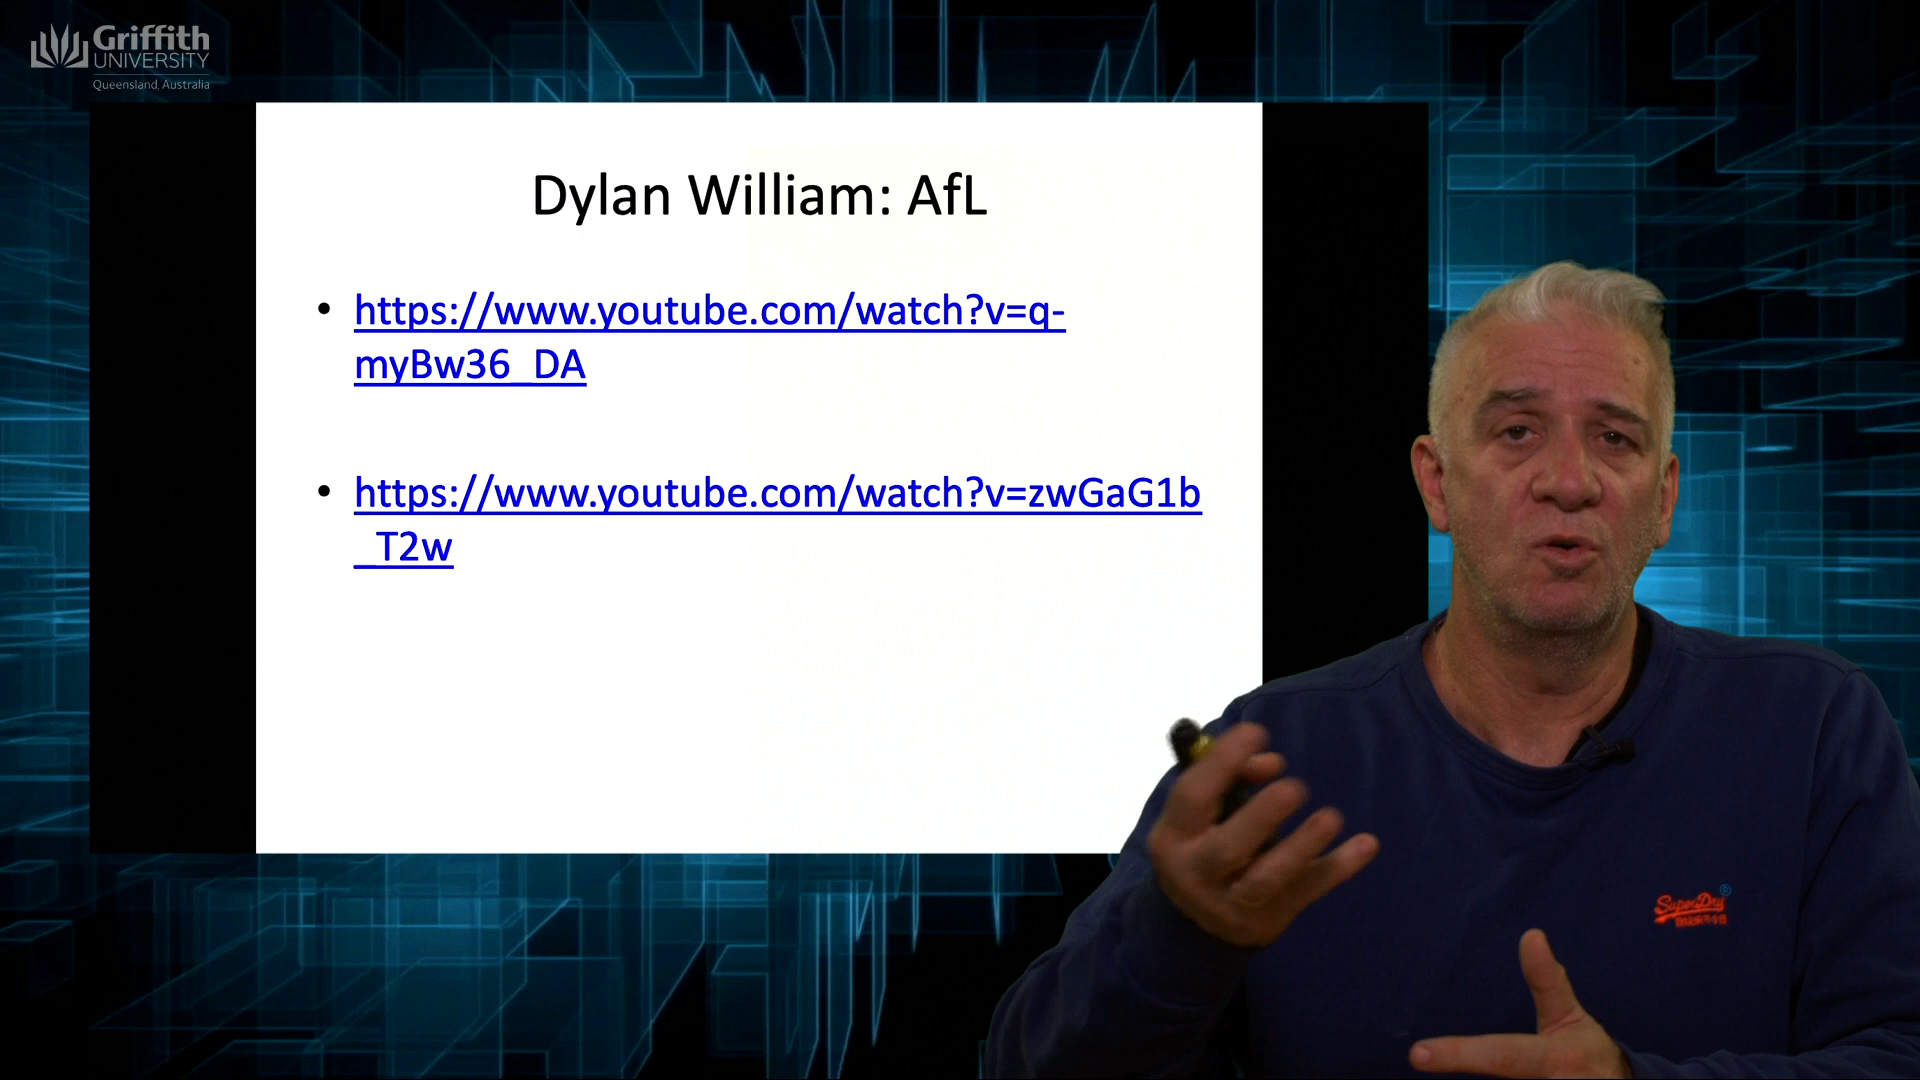 Griffith
UNIVERSITY
Queensland, Australia
Dylan William: AfL
• https://www.youtube.com/watch?v=q-
myBw36_DA
• https://www.youtube.com/watch?v=zwGaG1b
_T2w
SuperDry®